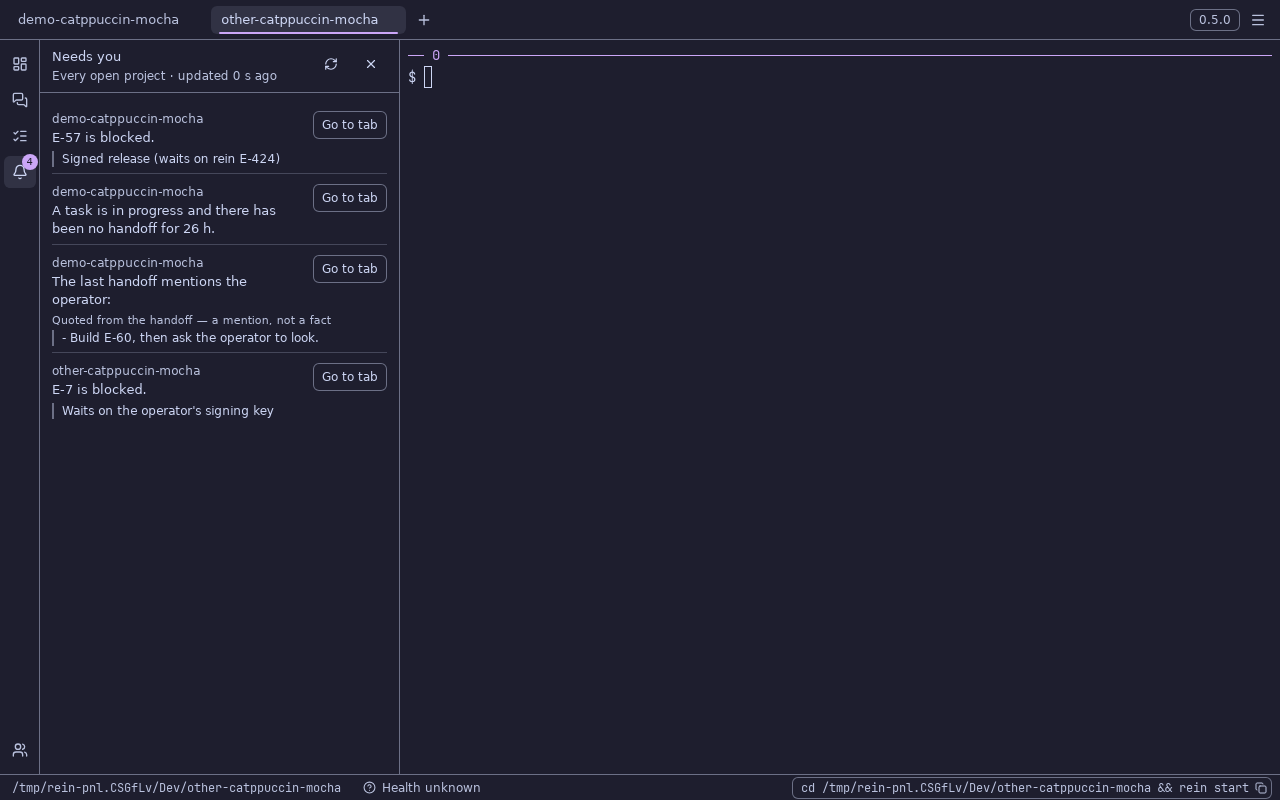 demo-catppuccin-mocha
other-catppuccin-mocha
0.5.0
Needs you
Every open project · updated 0 s ago
4
demo-catppuccin-mocha
Go to tab
E-57 is blocked.
Signed release (waits on rein E-424)
demo-catppuccin-mocha
Go to tab
A task is in progress and there has
been no handoff for 26 h.
demo-catppuccin-mocha
Go to tab
The last handoff mentions the
operator:
Quoted from the handoff — a mention, not a fact
- Build E-60, then ask the operator to look.
other-catppuccin-mocha
Go to tab
E-7 is blocked.
Waits on the operator's signing key
0
$
/tmp/rein-pnl.CSGfLv/Dev/other-catppuccin-mocha
Health unknown
cd /tmp/rein-pnl.CSGfLv/Dev/other-catppuccin-mocha && rein start